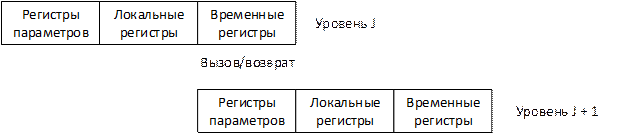 Регистры Локальные Временные
параметров регистры регистры
Уровень J
Вызов/возврат
Регистры Локальные Временные
параметров регистры регистры
Уровень J + 1